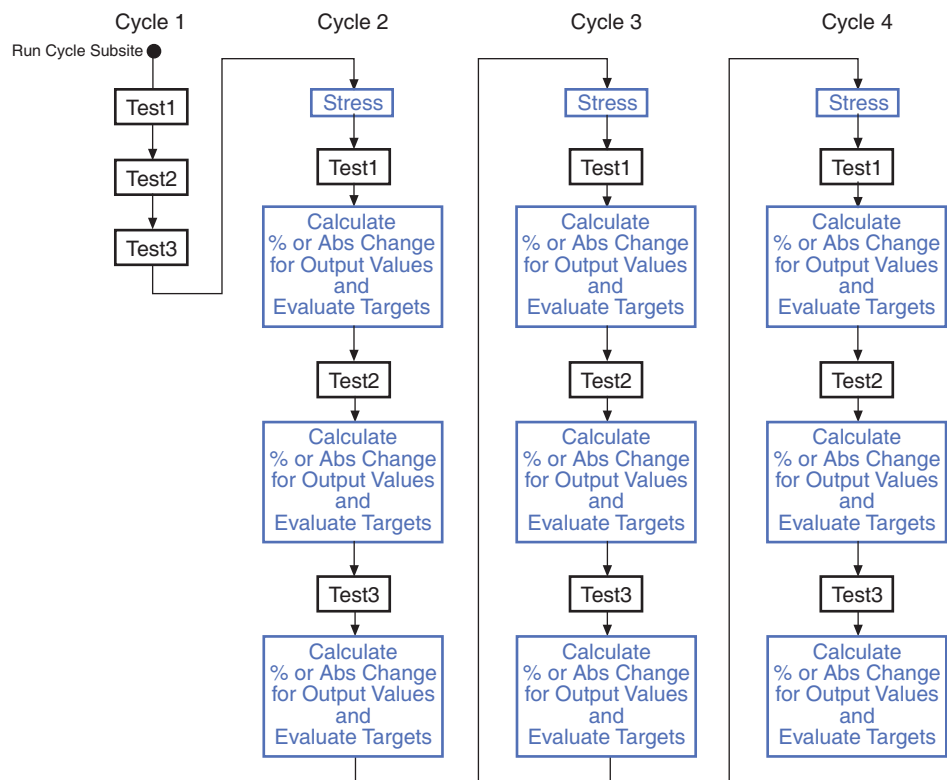 Cycle 1
Run Cycle Subsite
Test1
Test2
Test3
Cycle 2
Stress
Test1
Calculate
% or Abs Change
for Output Values
and
Evaluate Targets
Test2
Calculate
% or Abs Change
for Output Values
and
Evaluate Targets
Test3
Calculate
% or Abs Change
for Output Values
and
Evaluate Targets
Cycle 3
Stress
Test1
Calculate
% or Abs Change
for Output Values
and
Evaluate Targets
Test2
Calculate
% or Abs Change
for Output Values
and
Evaluate Targets
Test3
Calculate
% or Abs Change
for Output Values
and
Evaluate Targets
Cycle 4
Stress
Test1
Calculate
% or Abs Change
for Output Values
and
Evaluate Targets
Test2
Calculate
% or Abs Change
for Output Values
and
Evaluate Targets
Test3
Calculate
% or Abs Change
for Output Values
and
Evaluate Targets